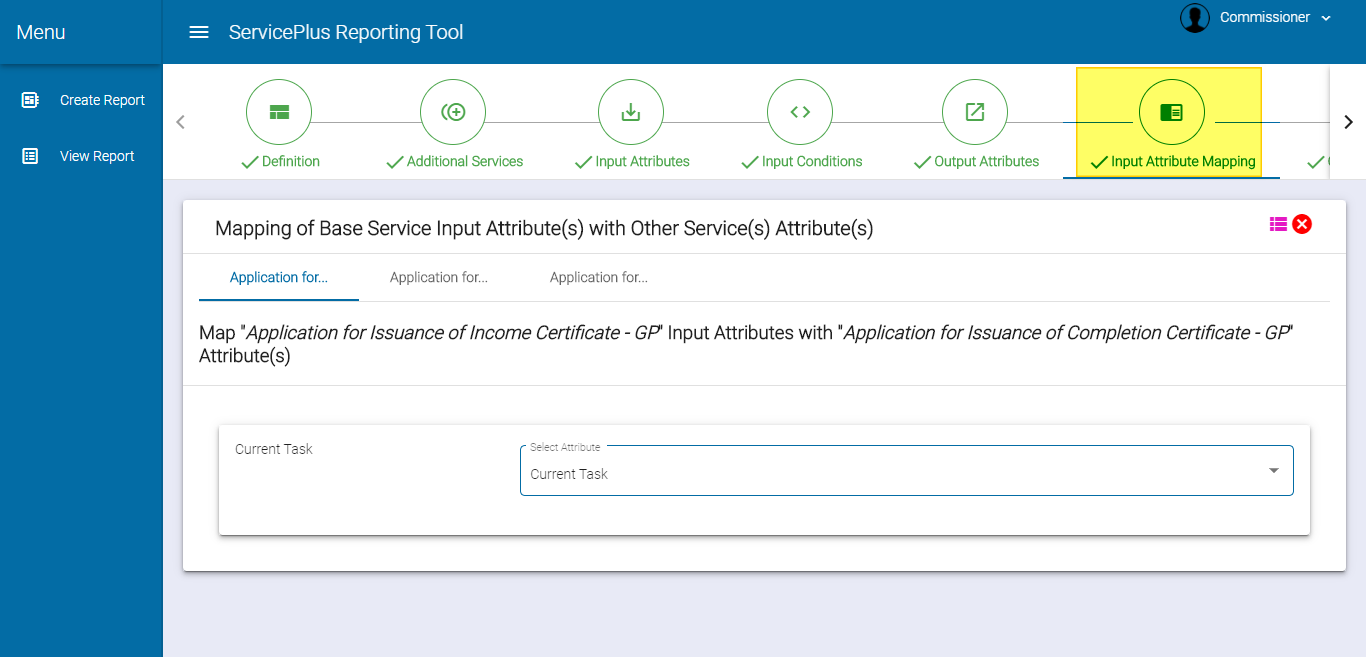 Menu
ServicePlus Reporting Tool
Commissioner
Create Report
View Report
Definition
Additional Services
Input Attributes
Input Conditions
Output Attributes
Input Attribute Mapping
Mapping of Base Service Input Attribute(s) with Other Service(s) Attribute(s)
Application for...
Application for...
Application for...
Map "Application for Issuance of Income Certificate - GP" Input Attributes with "Application for Issuance of Completion Certificate - GP"
Attribute(s)
Current Task
Select Attribute
Current Task